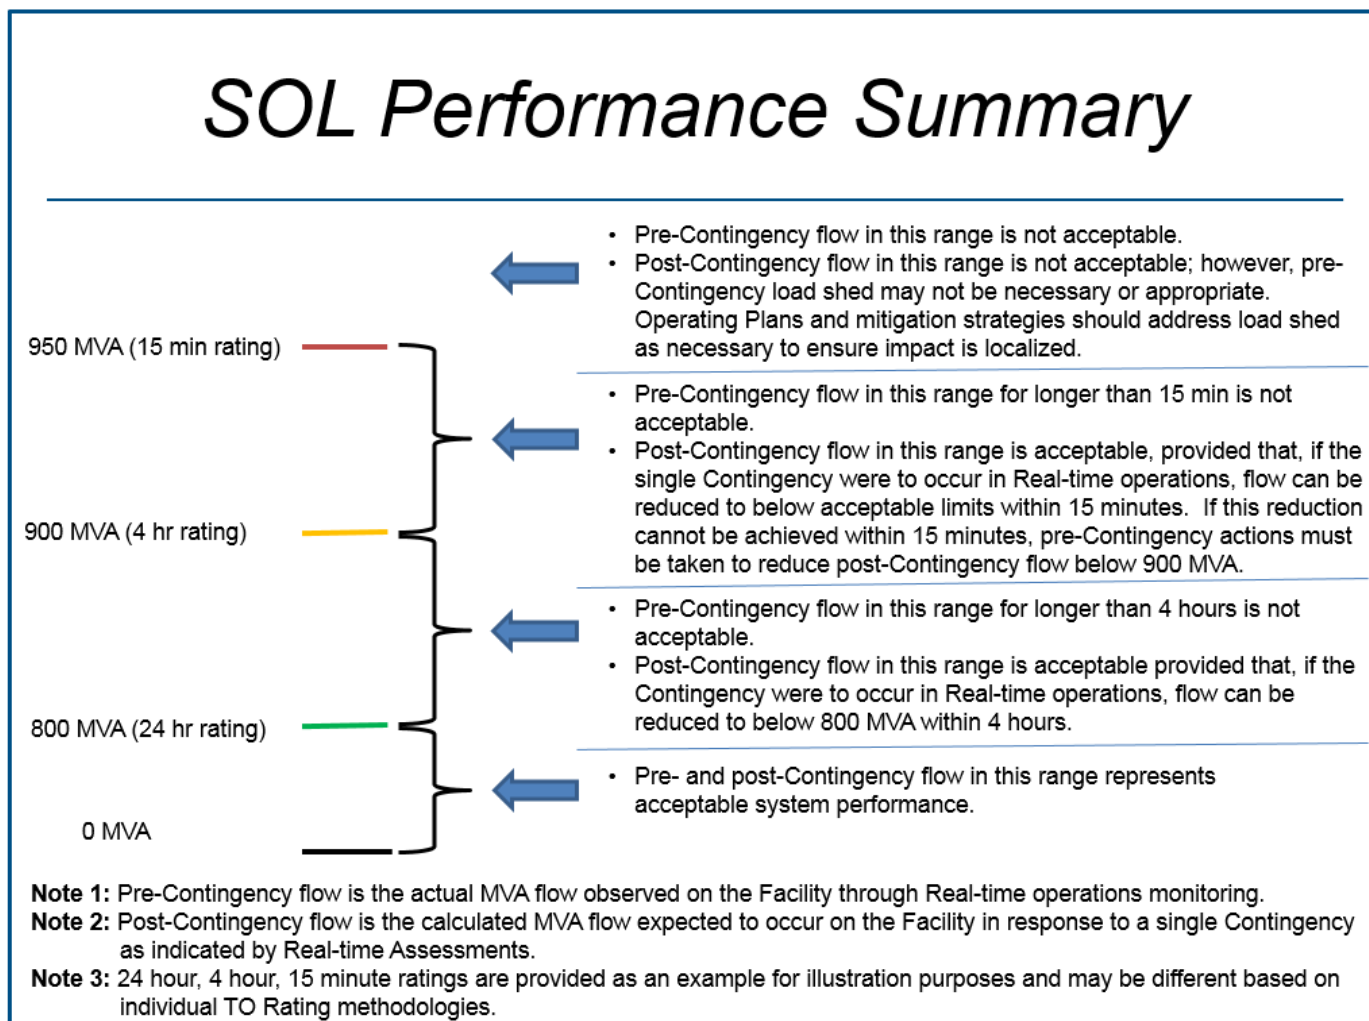 SOL Performance Summary
• Pre-Contingency flow in this range is not acceptable.
• Post-Contingency flow in this range is not acceptable; however, pre-
Contingency load shed may not be necessary or appropriate.
Operating Plans and mitigation strategies should address load shed
as necessary to ensure impact is localized.
950 MVA (15 min rating)
• Pre-Contingency flow in this range for longer than 15 min is not
acceptable.
• Post-Contingency flow in this range is acceptable, provided that, if the
single Contingency were to occur in Real-time operations, flow can be
reduced to below acceptable limits within 15 minutes.  If this reduction
cannot be achieved within 15 minutes, pre-Contingency actions must
be taken to reduce post-Contingency flow below 900 MVA.
900 MVA (4 hr rating)
• Pre-Contingency flow in this range for longer than 4 hours is not
acceptable.
• Post-Contingency flow in this range is acceptable provided that, if the
Contingency were to occur in Real-time operations, flow can be
reduced to below 800 MVA within 4 hours.
800 MVA (24 hr rating)
• Pre- and post-Contingency flow in this range represents
acceptable system performance.
0 MVA
Note 1: Pre-Contingency flow is the actual MVA flow observed on the Facility through Real-time operations monitoring.
Note 2: Post-Contingency flow is the calculated MVA flow expected to occur on the Facility in response to a single Contingency
as indicated by Real-time Assessments.
Note 3: 24 hour, 4 hour, 15 minute ratings are provided as an example for illustration purposes and may be different based on
individual TO Rating methodologies.